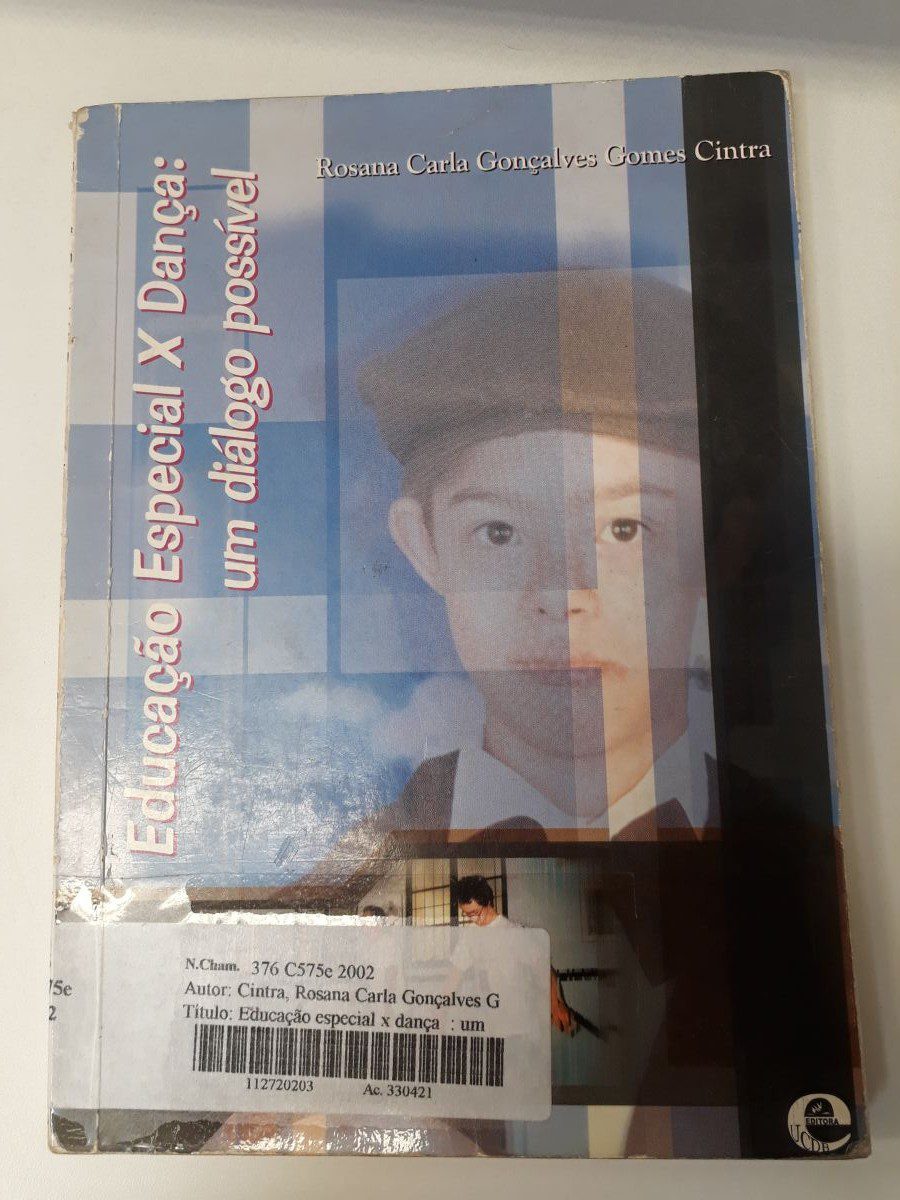 Rosana Carla Gonçalves Gomes Cintra
Educação Especial X Dança:
um diálogo possível
N.Cham. 376 C575e 2002
Autor: Cintra, Rosana Carla Gonçalves G
Título: Educação especial x dança : um
112720203 Ac. 330421
75e
2
EDITORA
UCDB